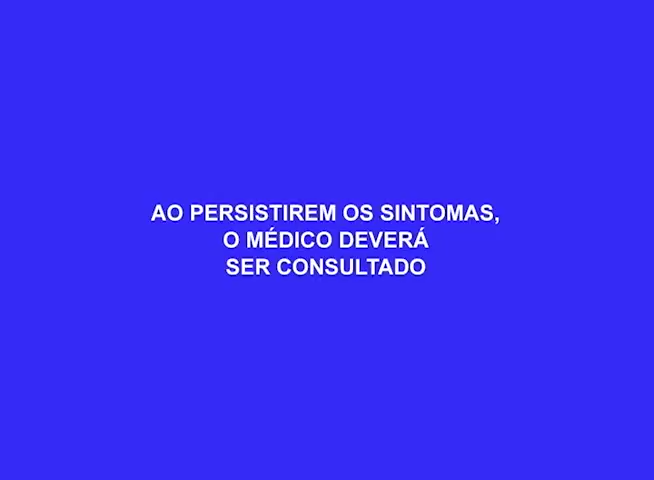 AO PERSISTIREM OS SINTOMAS,
O MÉDICO DEVERÁ
SER CONSULTADO